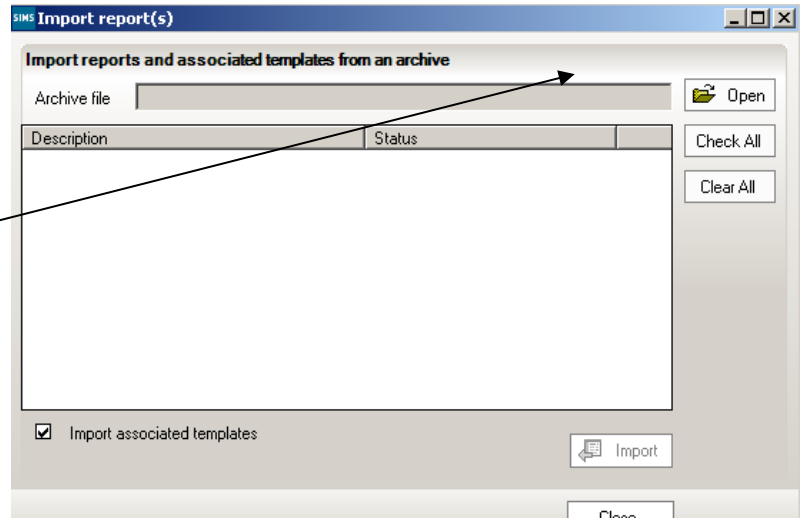 SIMS Import report(s)
Import reports and associated templates from an archive
Archive file
Open
Description Status
Check All
Clear All
Import associated templates
Import
Close